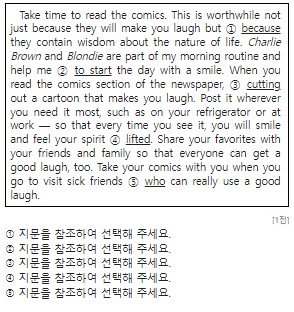 Take time to read the comics. This is worthwhile not
just because they will make you laugh but ① because
they contain wisdom about the nature of life. Charlie
Brown and Blondie are part of my morning routine and
help me ② to start the day with a smile. When you
read the comics section of the newspaper, ③ cutting
out a cartoon that makes you laugh. Post it wherever
you need it most, such as on your refrigerator or at
work — so that every time you see it, you will smile
and feel your spirit ④ lifted. Share your favorites with
your friends and family so that everyone can get a
good laugh, too. Take your comics with you when you
go to visit sick friends ⑤ who can really use a good
laugh.
[1점]
① 지문을 참조하여 선택해 주세요.
② 지문을 참조하여 선택해 주세요.
③ 지문을 참조하여 선택해 주세요.
④ 지문을 참조하여 선택해 주세요.
⑤ 지문을 참조하여 선택해 주세요.